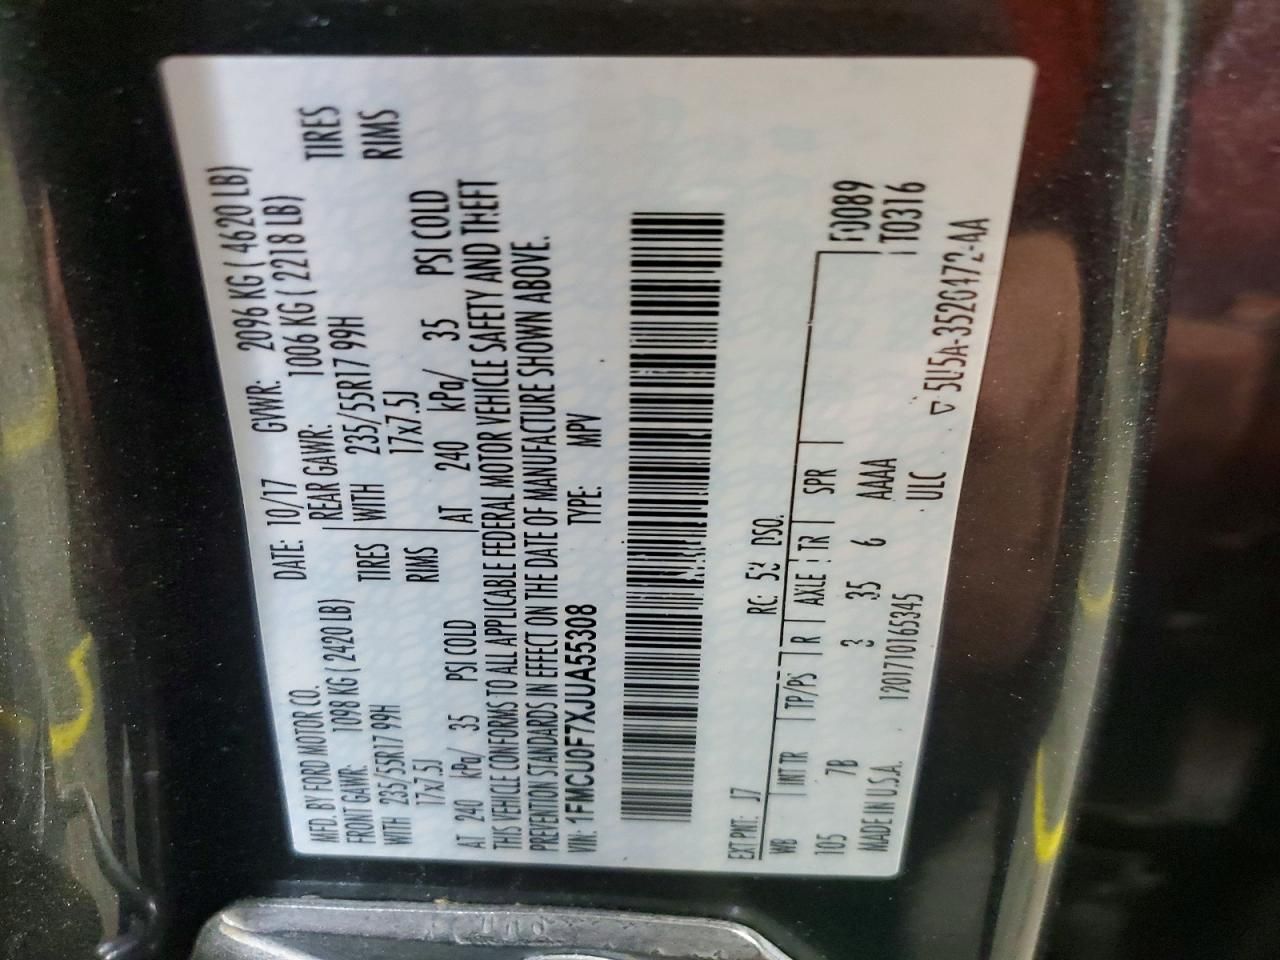 MFD. BY FORD MOTOR CO. DATE: 10/17 GVWR: 2096 KG ( 4620 LB)
FRONT GAWR: 1098 KG ( 2420 LB) REAR GAWR: 1006 KG ( 2218 LB)
WITH 235/55R17 99H TIRES WITH 235/55R17 99H TIRES
17x7.5J RIMS 17x7.5J RIMS
AT 240 kPa/ 35 PSI COLD AT 240 kPa/ 35 PSI COLD
THIS VEHICLE CONFORMS TO ALL APPLICABLE FEDERAL MOTOR VEHICLE SAFETY AND THEFT
PREVENTION STANDARDS IN EFFECT ON THE DATE OF MANUFACTURE SHOWN ABOVE.
VIN: 1FMCU0F7XJUA55308 TYPE: MPV
EXT PNT: J7 RC: 53 DSO:
WB INT TR TP/PS R AXLE TR SPR
F0089
105 7B 3 35 6 AAAA T0316
MADE IN U.S.A. 1201710165345 ULC